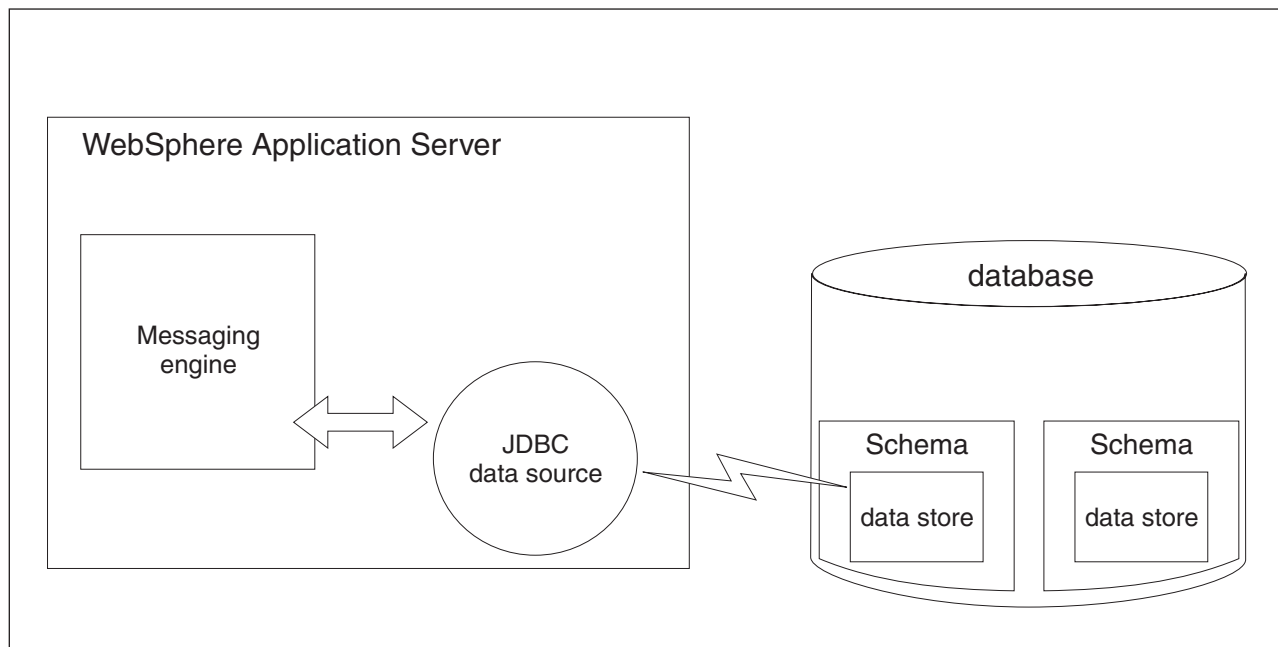 WebSphere Application Server
Messaging
engine
JDBC
data source
database
Schema
data store
Schema
data store